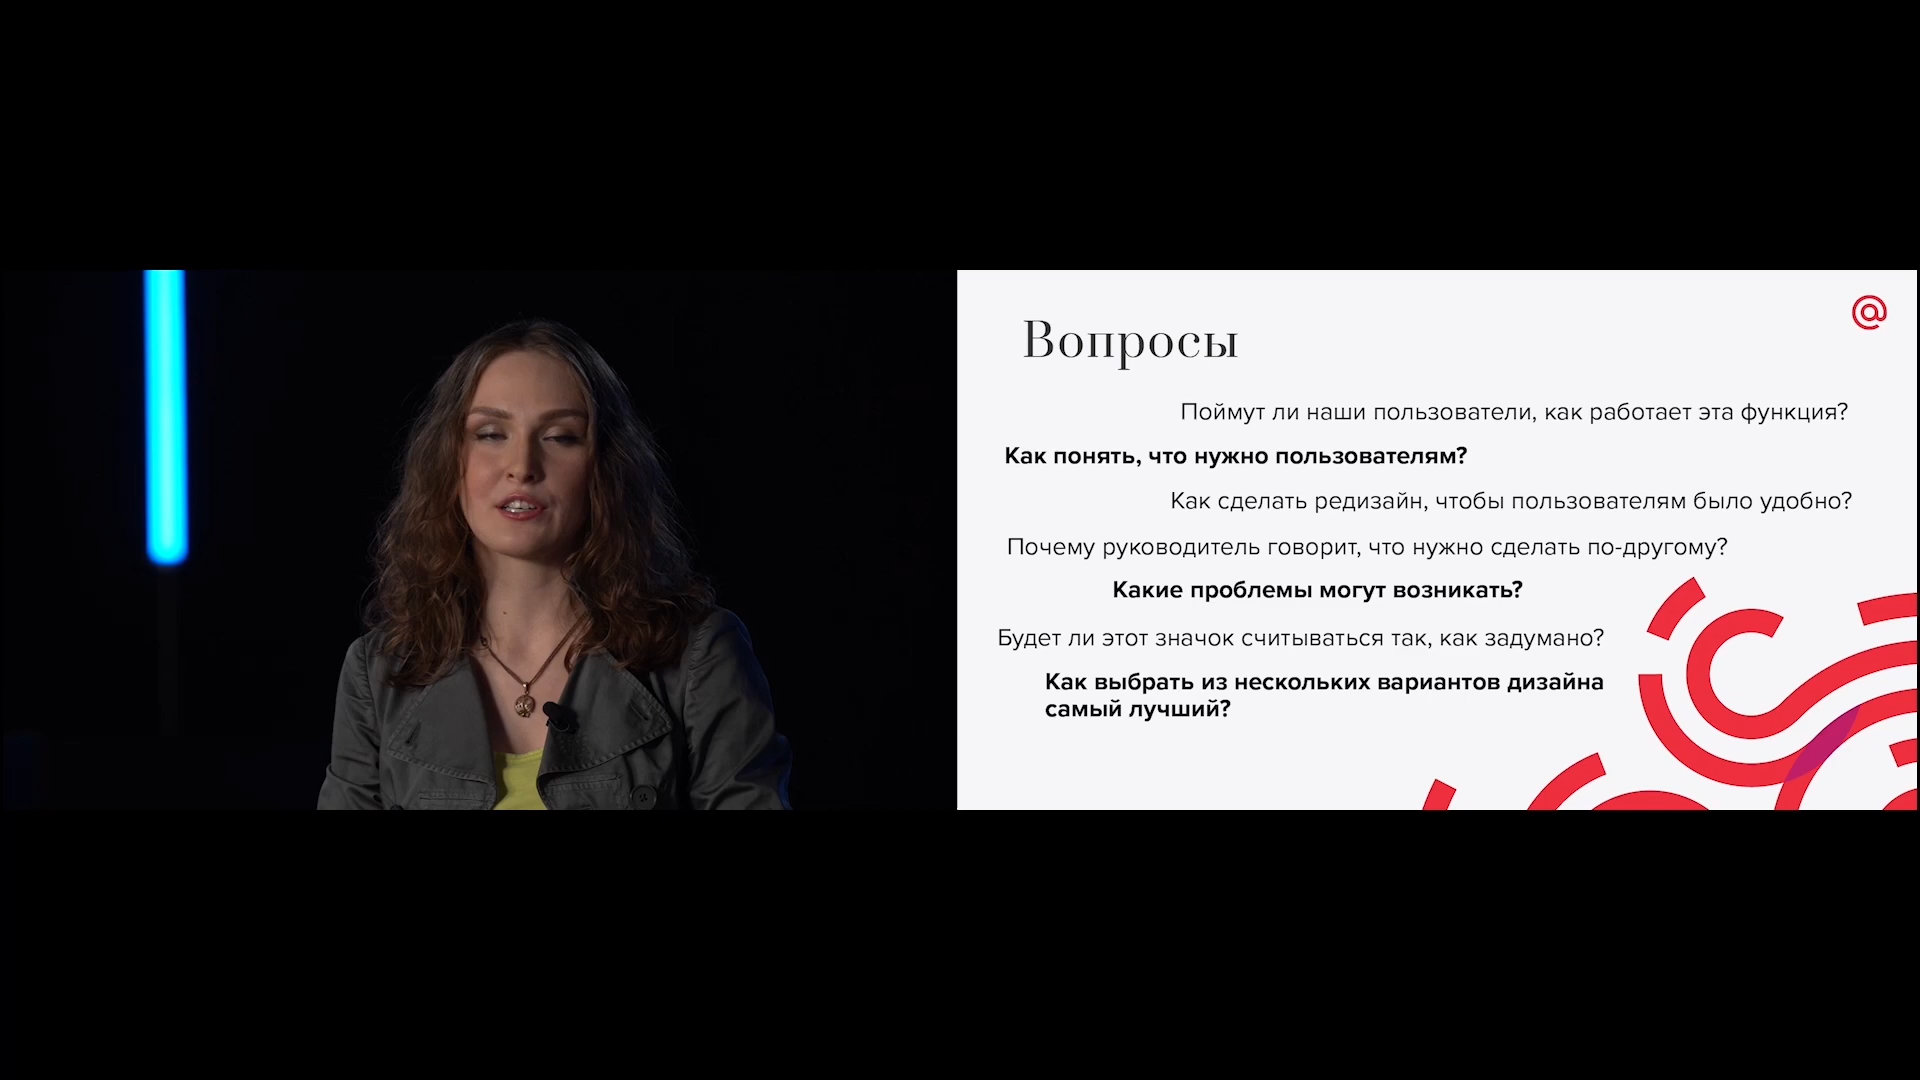 Вопросы
@
Поймут ли наши пользователи, как работает эта функция?
Как понять, что нужно пользователям?
Как сделать редизайн, чтобы пользователям было удобно?
Почему руководитель говорит, что нужно сделать по-другому?
Какие проблемы могут возникать?
Будет ли этот значок считываться так, как задумано?
Как выбрать из нескольких вариантов дизайна
самый лучший?